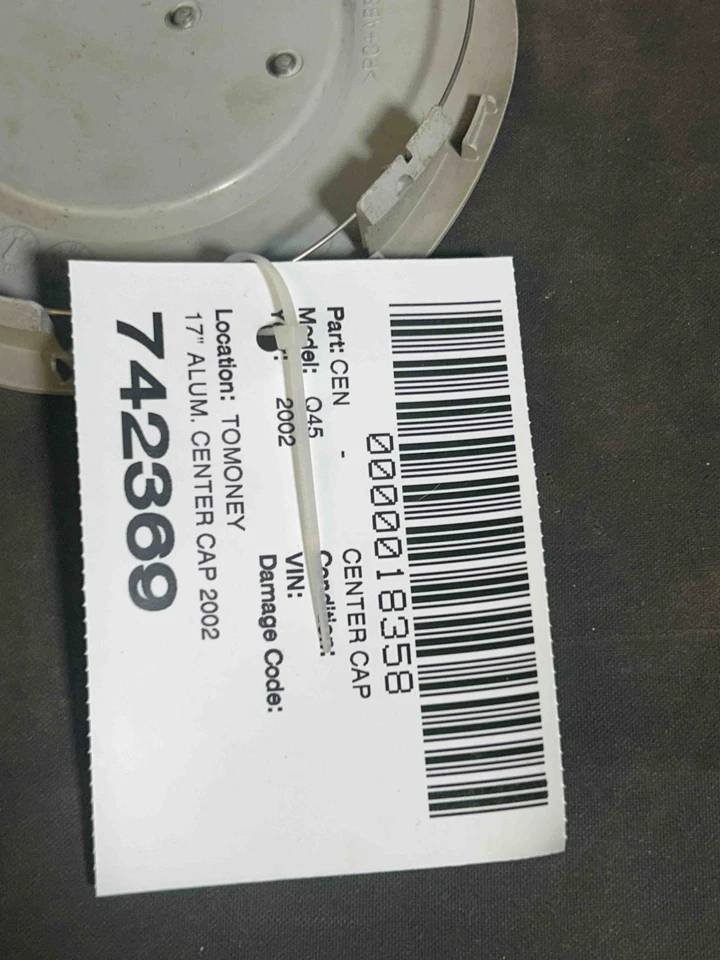 0000018358
Part: CEN - CENTER CAP
Model: Q45 Condition:
2002 VIN:
Damage Code:
Location: TOMONEY
17" ALUM. CENTER CAP 2002
742369